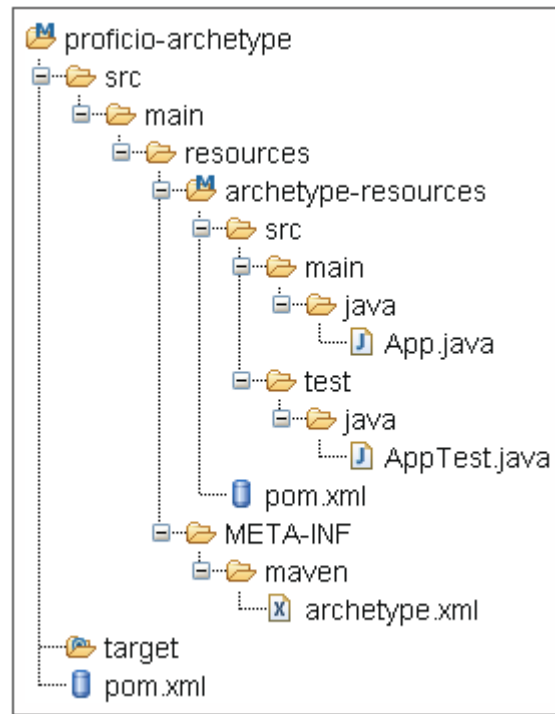 proficio-archetype
src
main
resources
archetype-resources
src
main
java
App.java
test
java
AppTest.java
pom.xml
META-INF
maven
archetype.xml
target
pom.xml